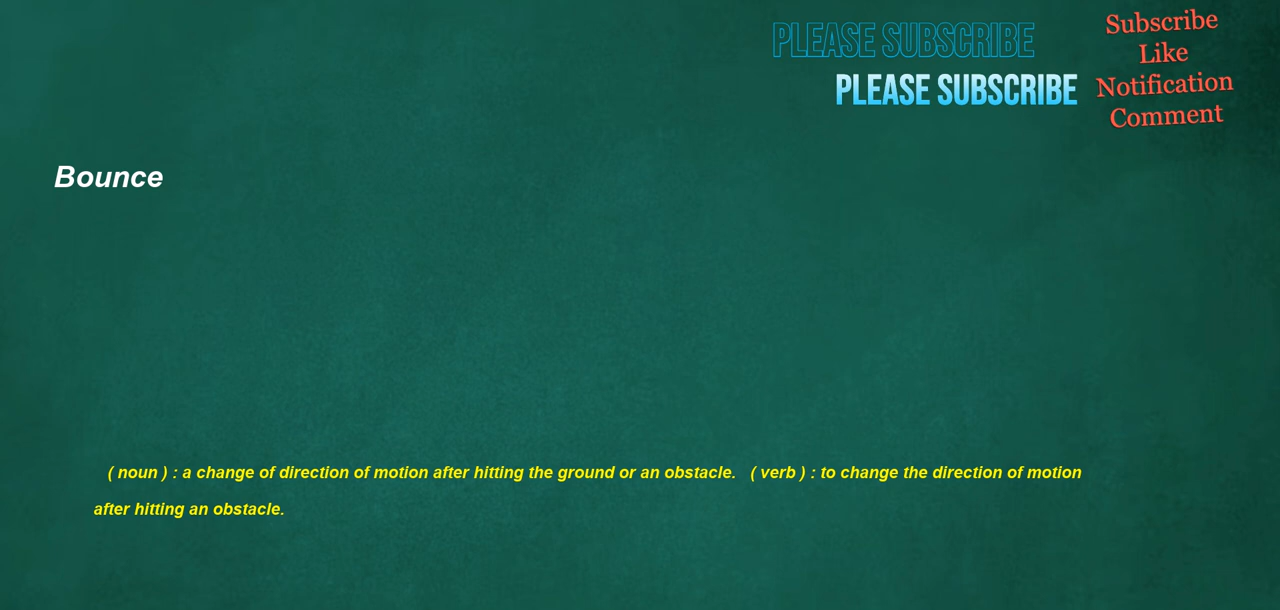 PLEASE SUBSCRIBE
PLEASE SUBSCRIBE
Subscribe
Like
Notification
Comment
Bounce
( noun ) : a change of direction of motion after hitting the ground or an obstacle. ( verb ) : to change the direction of motion
after hitting an obstacle.